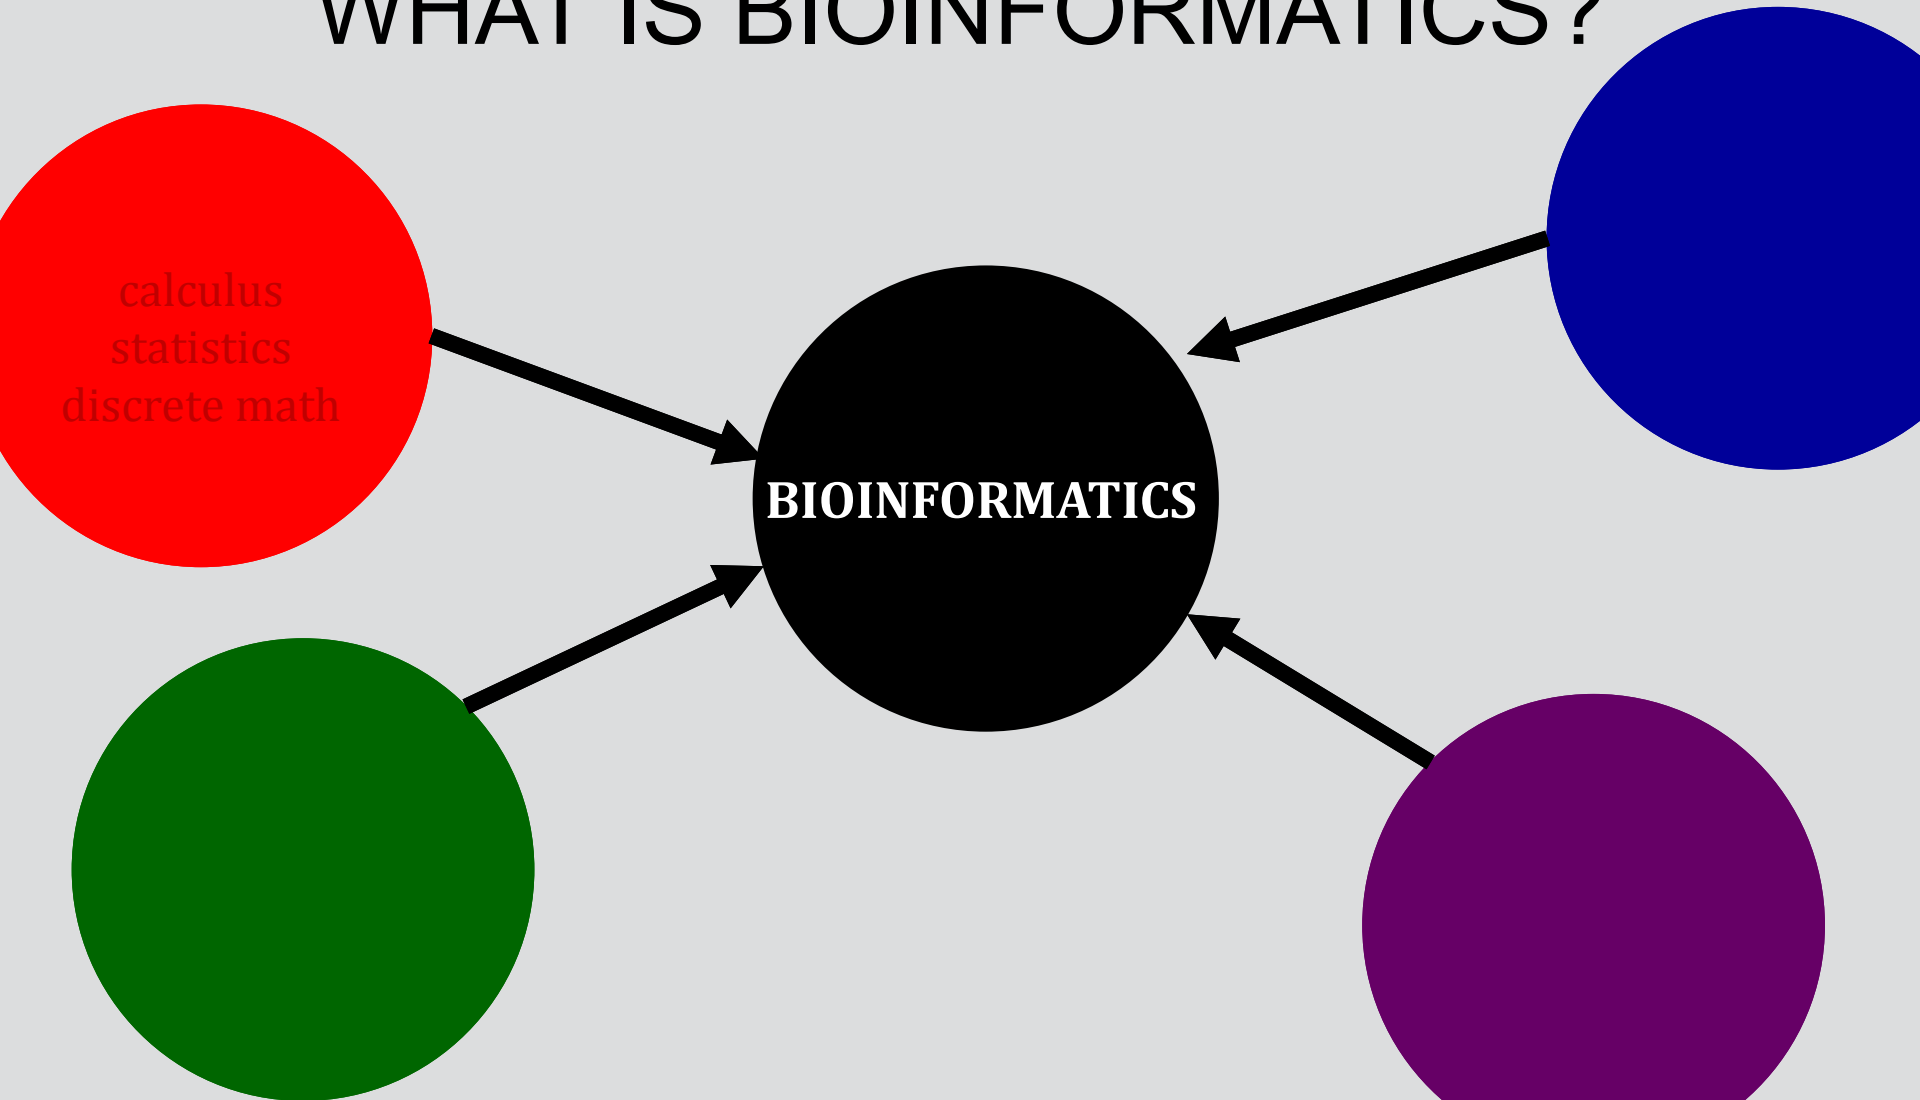 WHAT IS BIOINFORMATICS?
calculus
statistics
discrete math
BIOINFORMATICS